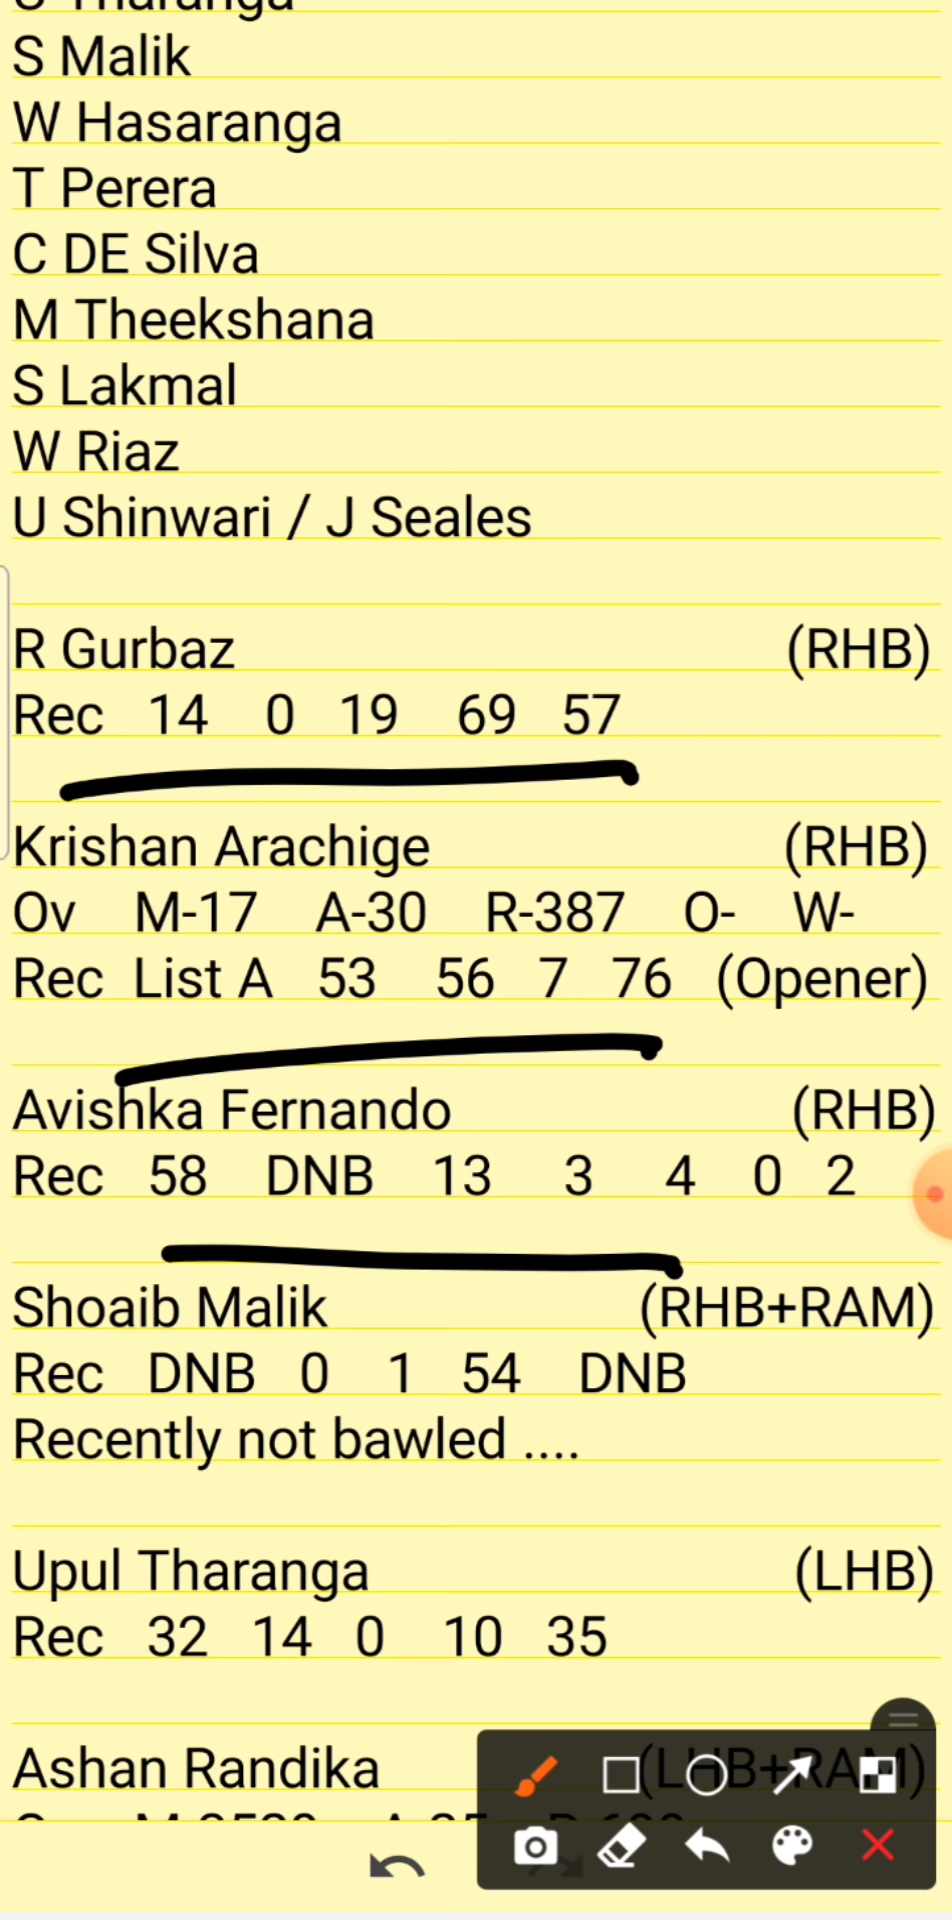 Tharanga
S Malik
W Hasaranga
T Perera
C DE Silva
M Theekshana
S Lakmal
W Riaz
U Shinwari / J Seales
R Gurbaz (RHB)
Rec 14 0 19 69 57
Krishan Arachige (RHB)
Ov M-17 A-30 R-387 O- W-
Rec List A 53 56 7 76 (Opener)
Avishka Fernando (RHB)
Rec 58 DNB 13 3 4 0 2
Shoaib Malik (RHB+RAM)
Rec DNB 0 1 54 DNB
Recently not bawled ....
Upul Tharanga (LHB)
Rec 32 14 0 10 35
Ashan Randika (LHB+RAM)